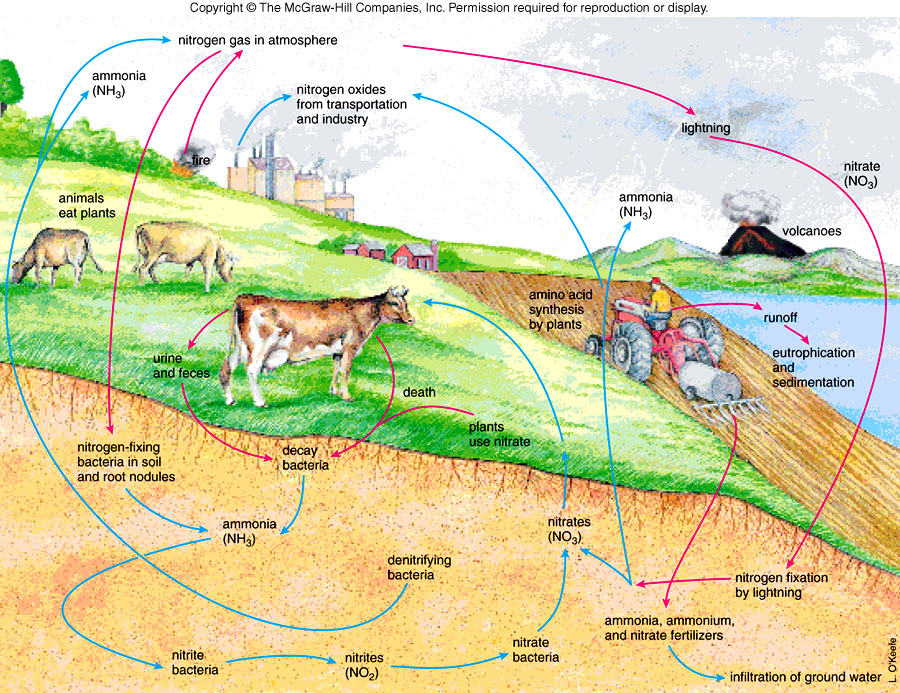 Copyright © The McGraw-Hill Companies, Inc. Permission required for reproduction or display.
nitrogen gas in atmosphere
ammonia
(NH3)
nitrogen oxides
from transportation
and industry
lightning
fire
nitrate
(NO3)
animals
eat plants
ammonia
(NH3)
volcanoes
amino acid
synthesis
by plants
runoff
eutrophication
and
sedimentation
urine
and feces
death
plants
use nitrate
nitrogen-fixing
bacteria in soil
and root nodules
decay
bacteria
ammonia
(NH3)
nitrates
(NO3)
denitrifying
bacteria
nitrogen fixation
by lightning
ammonia, ammonium,
and nitrate fertilizers
nitrite
bacteria
nitrites
(NO2)
nitrate
bacteria
infiltration of ground water
L. O'Keefe